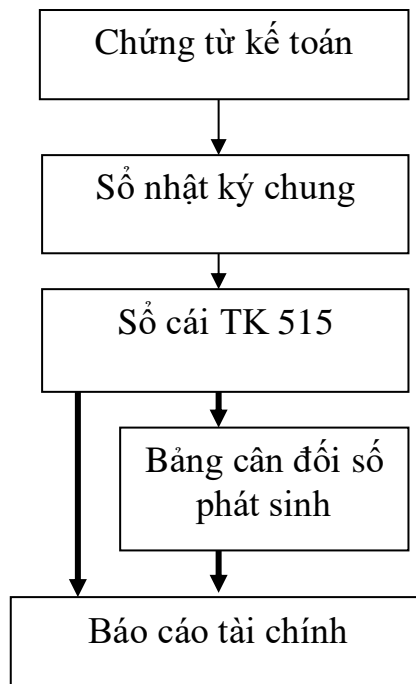 Chứng từ kế toán
Sổ nhật ký chung
Sổ cái TK 515
Bảng cân đối số
phát sinh
Báo cáo tài chính